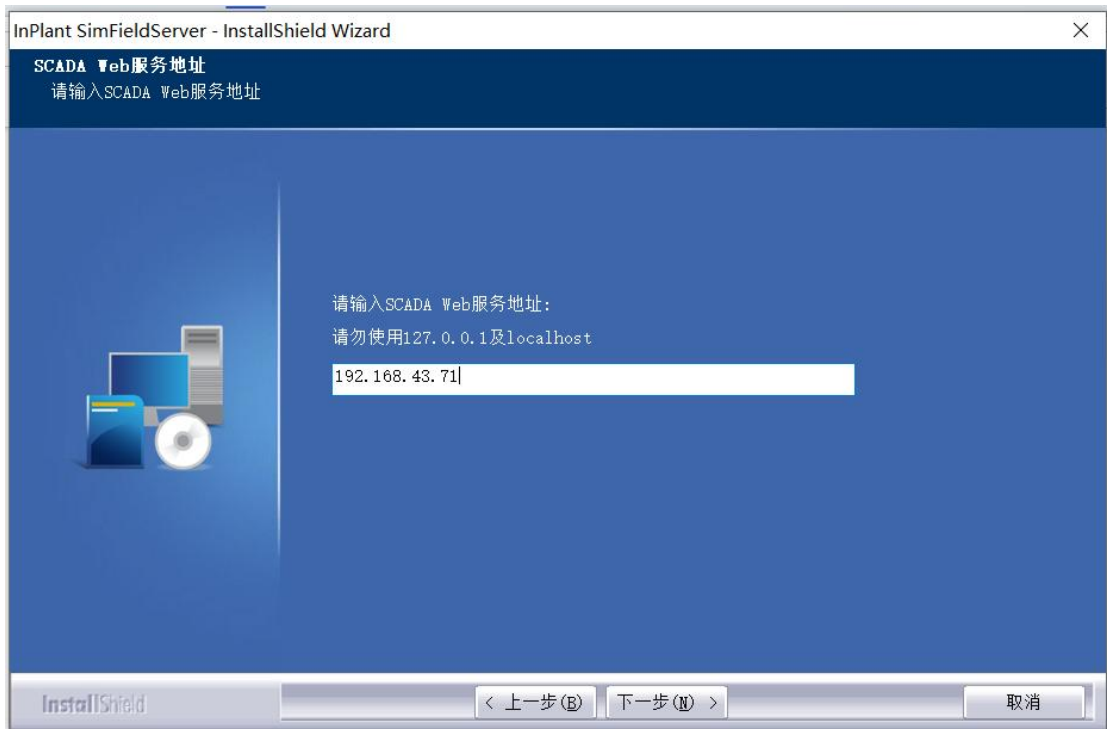 InPlant SimFieldServer - InstallShield Wizard
SCADA Web服务地址
请输入SCADA Web服务地址
请输入SCADA Web服务地址:
请勿使用127.0.0.1及localhost
192.168.43.71
InstallShield
< 上一步(B)
下一步(N) >
取消